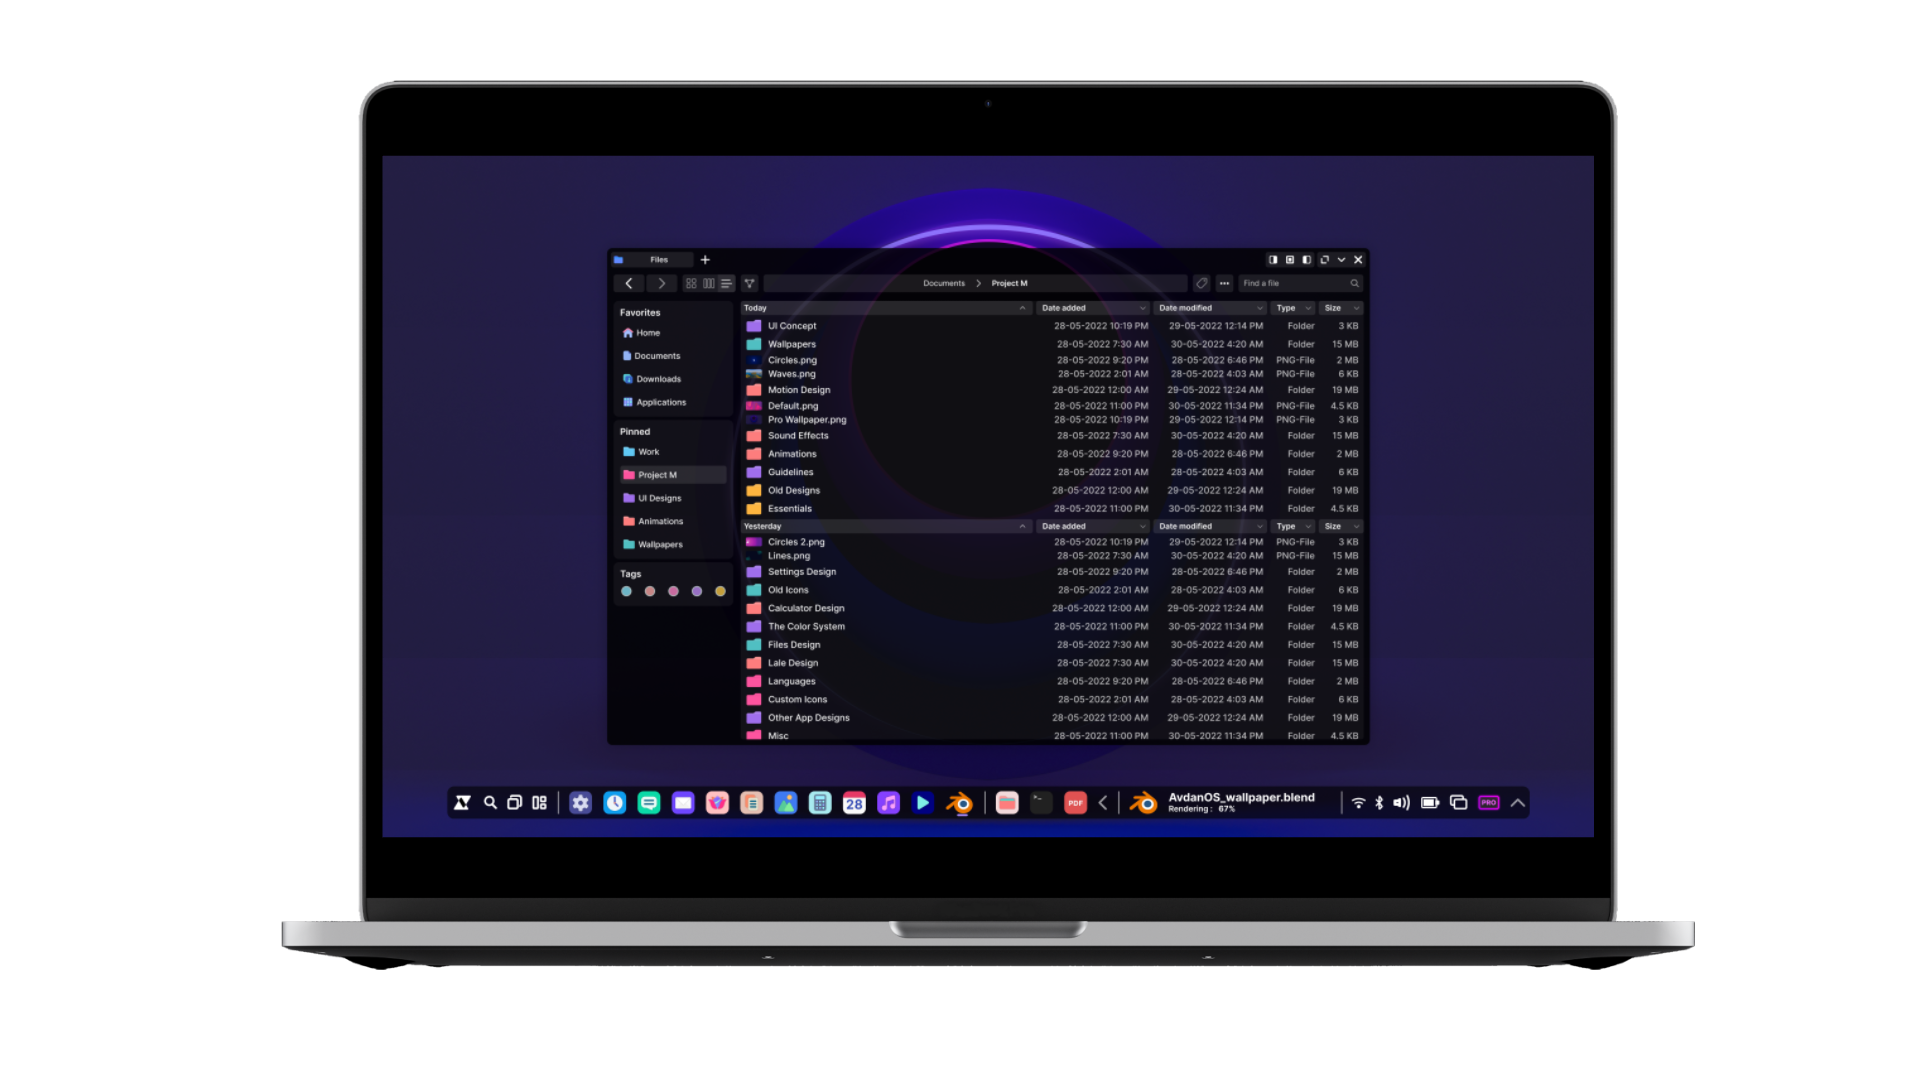 Files
Documents > Project M
Find a file
Favorites
Home
Documents
Downloads
Applications
Pinned
Work
Project M
UI Designs
Animations
Wallpapers
Tags
Today Date added Date modified Type Size
UI Concept 28-05-2022 10:19 PM 29-05-2022 12:14 PM Folder 3 KB
Wallpapers 28-05-2022 7:30 AM 30-05-2022 4:20 AM Folder 15 MB
Circles.png 28-05-2022 9:20 PM 28-05-2022 6:46 PM PNG-File 2 MB
Waves.png 28-05-2022 2:01 AM 28-05-2022 4:03 AM PNG-File 6 KB
Motion Design 28-05-2022 12:00 AM 29-05-2022 12:24 AM Folder 19 MB
Default.png 28-05-2022 11:00 PM 30-05-2022 11:34 PM PNG-File 4.5 KB
Pro Wallpaper.png 28-05-2022 10:19 PM 29-05-2022 12:14 PM PNG-File 3 KB
Sound Effects 28-05-2022 7:30 AM 30-05-2022 4:20 AM Folder 15 MB
Animations 28-05-2022 9:20 PM 28-05-2022 6:46 PM Folder 2 MB
Guidelines 28-05-2022 2:01 AM 28-05-2022 4:03 AM Folder 6 KB
Old Designs 28-05-2022 12:00 AM 29-05-2022 12:24 AM Folder 19 MB
Essentials 28-05-2022 11:00 PM 30-05-2022 11:34 PM Folder 4.5 KB
Yesterday Date added Date modified Type Size
Circles 2.png 28-05-2022 10:19 PM 29-05-2022 12:14 PM PNG-File 3 KB
Lines.png 28-05-2022 7:30 AM 30-05-2022 4:20 AM PNG-File 15 MB
Settings Design 28-05-2022 9:20 PM 28-05-2022 6:46 PM Folder 2 MB
Old Icons 28-05-2022 2:01 AM 28-05-2022 4:03 AM Folder 6 KB
Calculator Design 28-05-2022 12:00 AM 29-05-2022 12:24 AM Folder 19 MB
The Color System 28-05-2022 11:00 PM 30-05-2022 11:34 PM Folder 4.5 KB
Files Design 28-05-2022 7:30 AM 30-05-2022 4:20 AM Folder 15 MB
Lale Design 28-05-2022 7:30 AM 30-05-2022 4:20 AM Folder 15 MB
Languages 28-05-2022 9:20 PM 28-05-2022 6:46 PM Folder 2 MB
Custom Icons 28-05-2022 2:01 AM 28-05-2022 4:03 AM Folder 6 KB
Other App Designs 28-05-2022 12:00 AM 29-05-2022 12:24 AM Folder 19 MB
Misc 28-05-2022 11:00 PM 30-05-2022 11:34 PM Folder 4.5 KB
28
PDF
AvdanOS_wallpaper.blend
Rendering : 67%
PRO